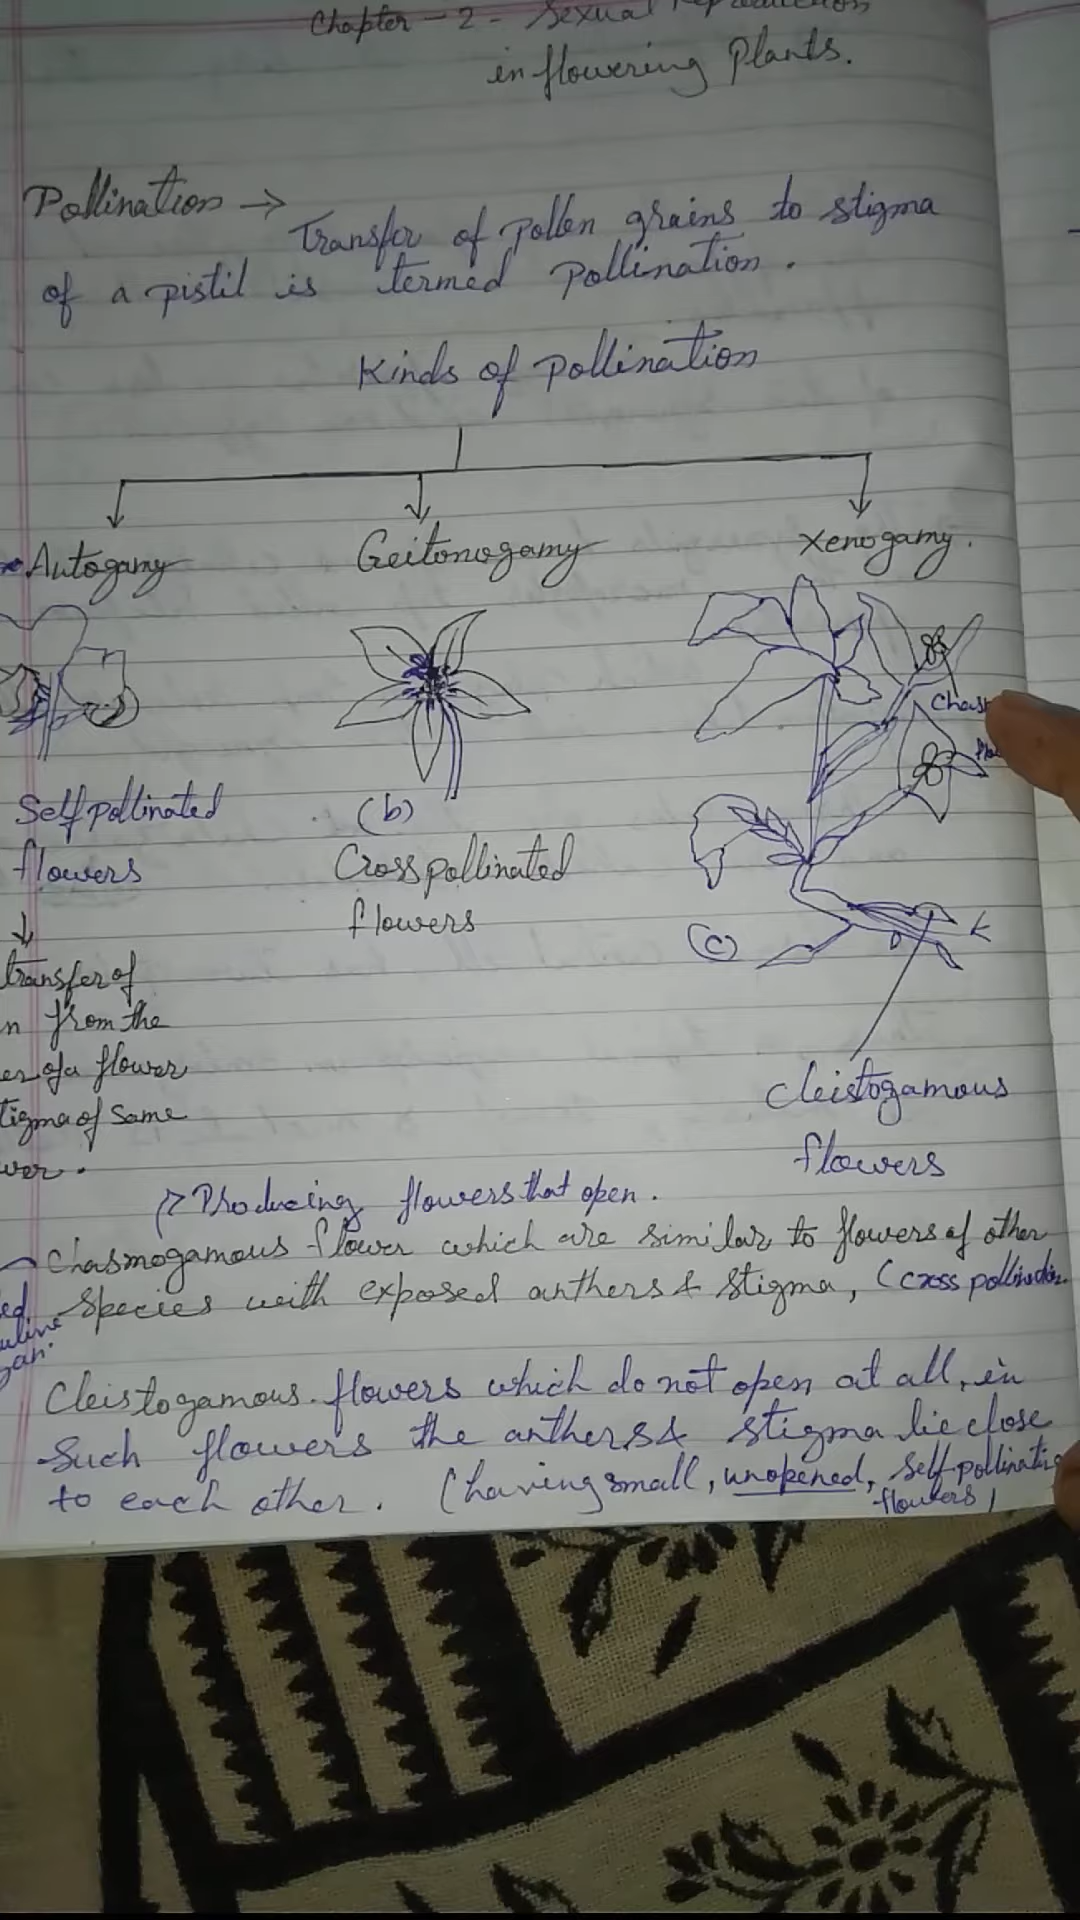 Chapter - 2 - Sexual Reproduction
in flowering Plants.
Pollination →
Transfer of pollen grains to stigma
of a pistil is termed Pollination.
Kinds of Pollination
Autogamy
Geitonogamy
Xenogamy.
Self pollinated
flowers
(b)
Cross pollinated
flowers
Chas
flo
(c)
Cleistogamous
flowers
transfer of
n from the
er of a flower
tigma of same
wer.
Producing flowers that open.
Chasmogamous flower which are similar to flowers of other
species with exposed anthers & stigma, (cross pollination
Cleistogamous. flowers which do not open at all, in
such flowers the anthers & stigma lie close
to each other. (having small, unopened, self-pollinating
flowers)